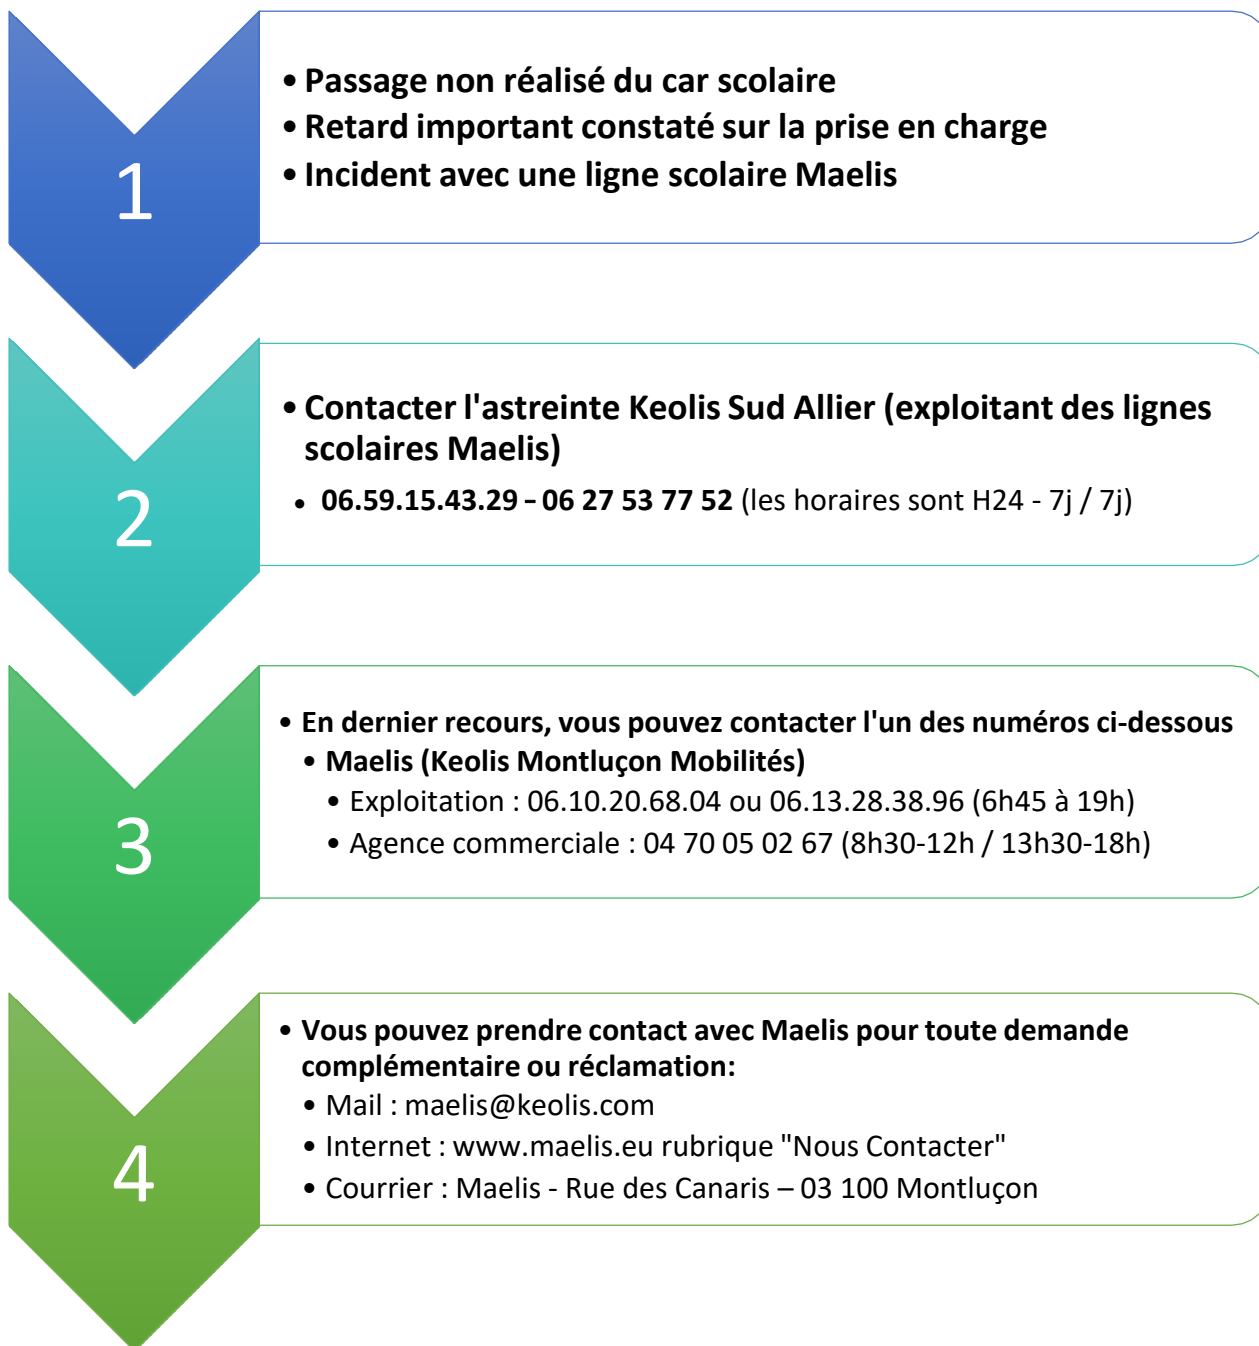 1
• Passage non réalisé du car scolaire
• Retard important constaté sur la prise en charge
• Incident avec une ligne scolaire Maelis
2
• Contacter l'astreinte Keolis Sud Allier (exploitant des lignes
scolaires Maelis)
• 06.59.15.43.29 – 06 27 53 77 52 (les horaires sont H24 - 7j / 7j)
3
• En dernier recours, vous pouvez contacter l'un des numéros ci-dessous
• Maelis (Keolis Montluçon Mobilités)
• Exploitation : 06.10.20.68.04 ou 06.13.28.38.96 (6h45 à 19h)
• Agence commerciale : 04 70 05 02 67 (8h30-12h / 13h30-18h)
4
• Vous pouvez prendre contact avec Maelis pour toute demande
complémentaire ou réclamation:
• Mail : maelis@keolis.com
• Internet : www.maelis.eu rubrique "Nous Contacter"
• Courrier : Maelis - Rue des Canaris – 03 100 Montluçon